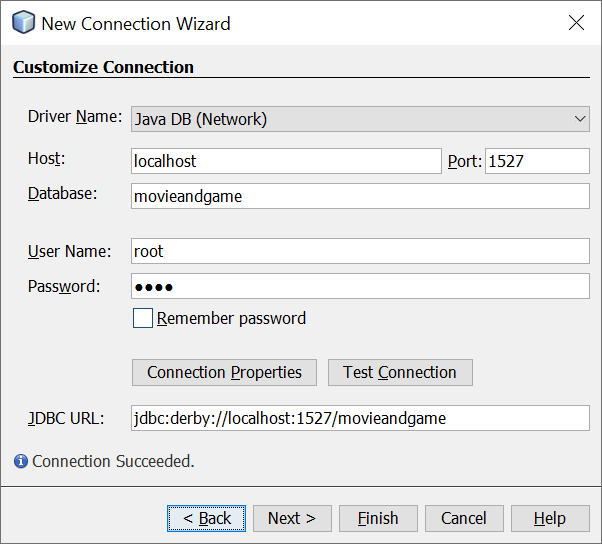 New Connection Wizard
Customize Connection
Driver Name: Java DB (Network)
Host: localhost Port: 1527
Database: movieandgame
User Name: root
Password: ●●●●
Remember password
Connection Properties Test Connection
JDBC URL: jdbc:derby://localhost:1527/movieandgame
Connection Succeeded.
< Back Next > Finish Cancel Help